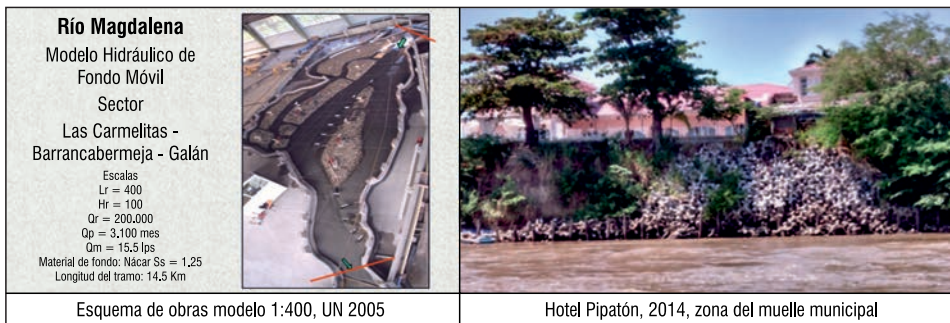 Río Magdalena
Modelo Hidráulico de
Fondo Móvil
Sector
Las Carmelitas -
Barrancabermeja - Galán
Escalas
Lr = 400
Hr = 100
Qr = 200.000
Qp = 3.100 mes
Qm = 15.5 lps
Material de fondo: Nácar Ss = 1.25
Longitud del tramo: 14.5 Km
Esquema de obras modelo 1:400, UN 2005
Hotel Pipatón, 2014, zona del muelle municipal